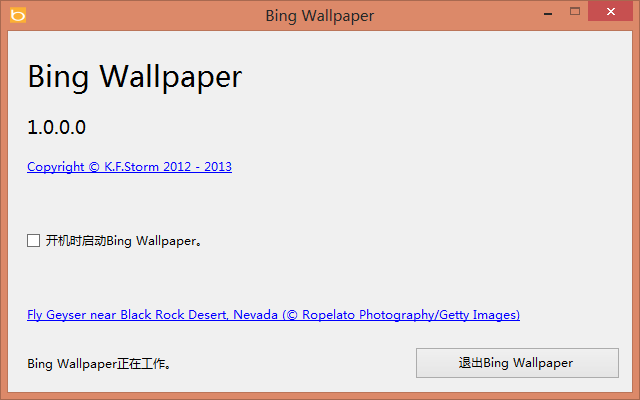 Bing Wallpaper
Bing Wallpaper
1.0.0.0
Copyright © K.F.Storm 2012 - 2013
开机时启动Bing Wallpaper。
Fly Geyser near Black Rock Desert, Nevada (© Ropelato Photography/Getty Images)
Bing Wallpaper正在工作。
退出Bing Wallpaper